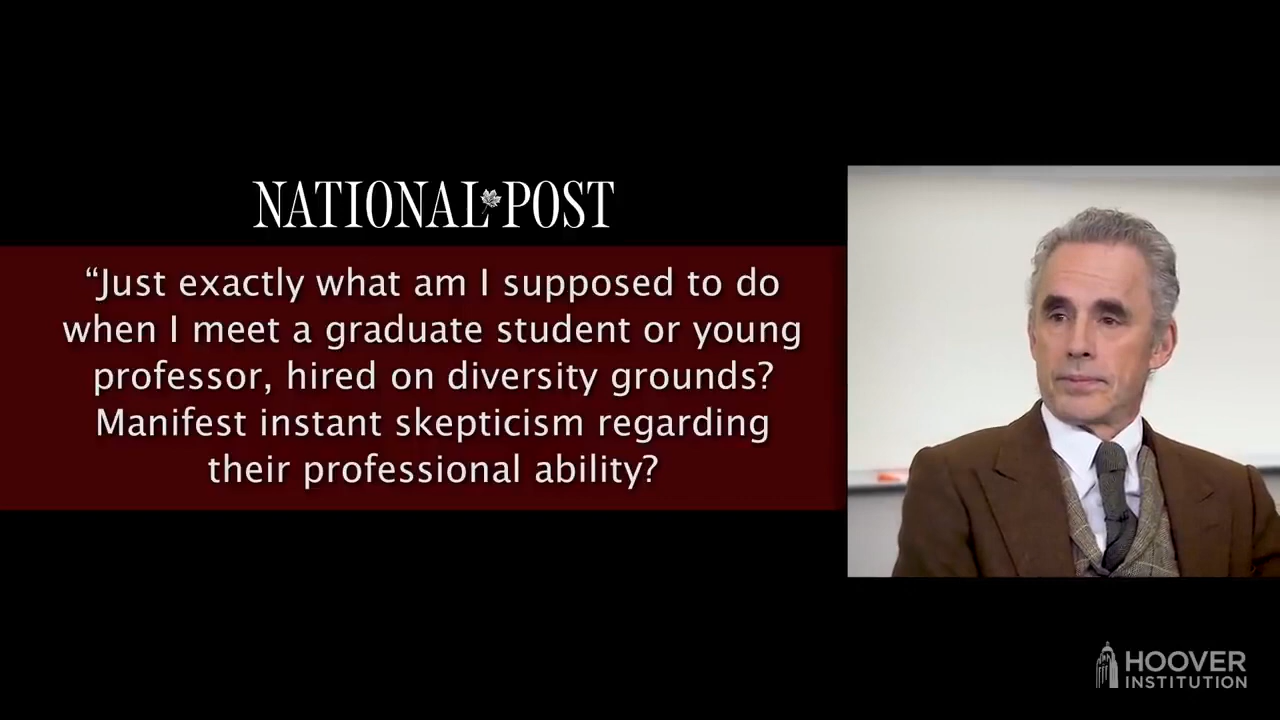 NATIONAL POST
“Just exactly what am I supposed to do
when I meet a graduate student or young
professor, hired on diversity grounds?
Manifest instant skepticism regarding
their professional ability?
HOOVER
INSTITUTION